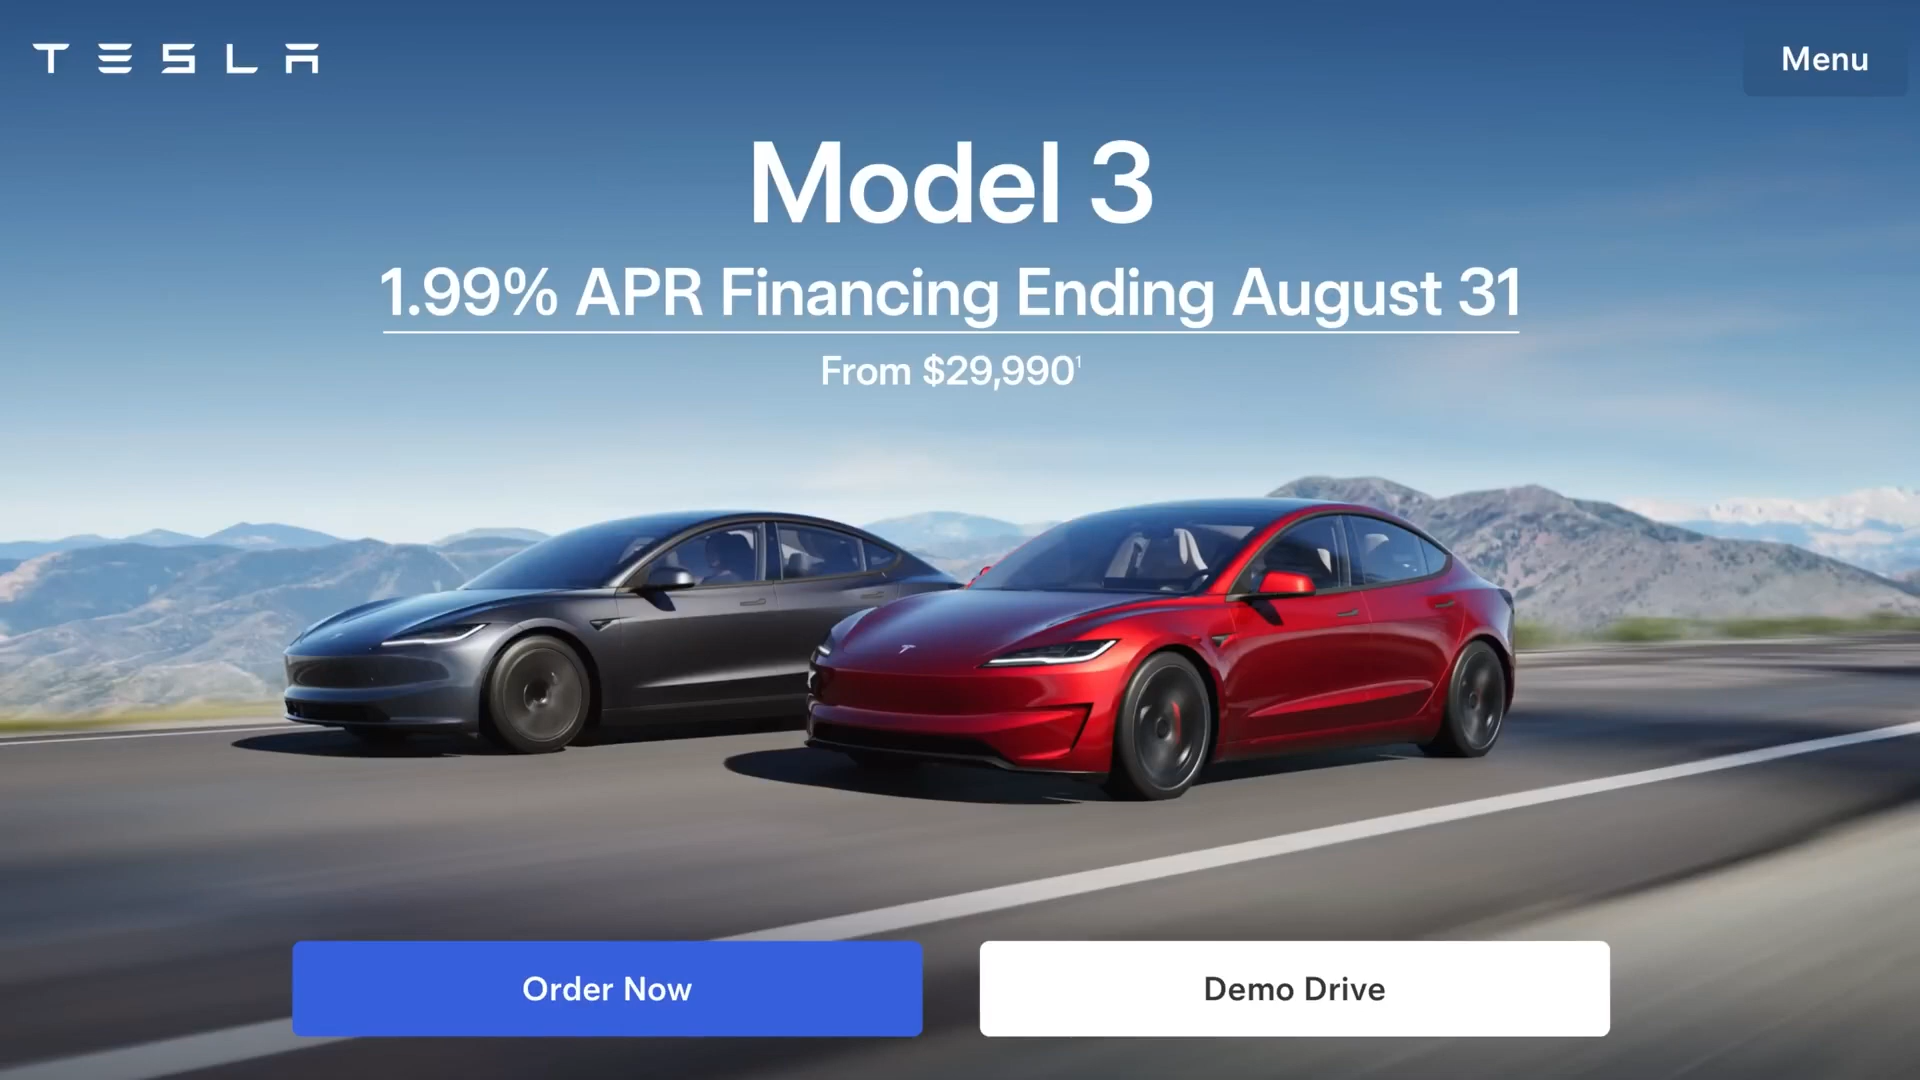 TESLA
Menu
Model 3
1.99% APR Financing Ending August 31
From $29,990¹
Order Now
Demo Drive